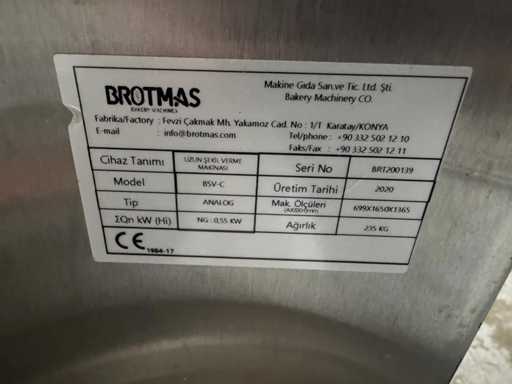 BROTMAS
BAKERY MACHINES
Makine Gıda San.ve Tic. Ltd. Şti.
Bakery Machinery CO.
Fabrika/Factory : Fevzi Çakmak Mh. Yakamoz Cad. No : 1/T Karatay/KONYA
E-mail : info@brotmas.com
Tel/phone : +90 332 502 12 10
Faks/Fax : +90 332 502 12 11
Cihaz Tanımı UZUN ŞEKİL VERME MAKİNASI Seri No BR1200139
Model BSV-C Üretim Tarihi 2020
Tip ANALOG Mak. Ölçüleri 699X1650X1365
ΣQn kW (Hi) NG : 0,55 KW Ağırlık 235 KG
CE 1984-17